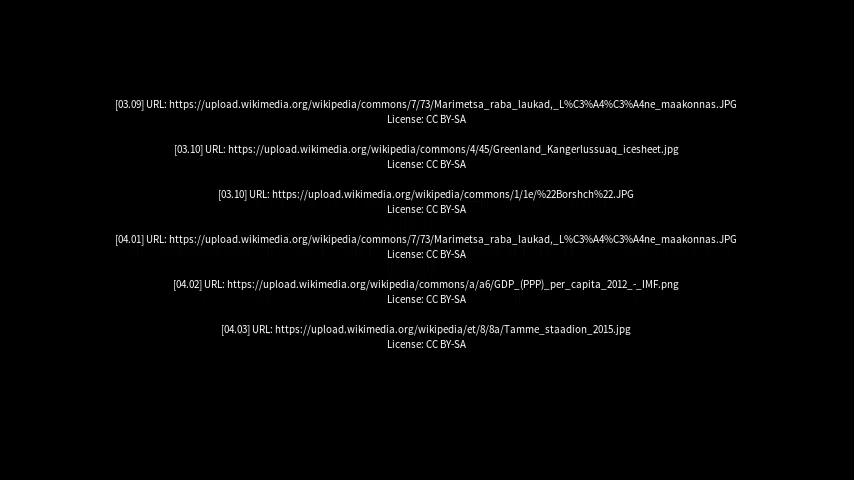 [03.09] URL: https://upload.wikimedia.org/wikipedia/commons/7/73/Marimetsa_raba_laukad,_L%C3%A4%C3%A4ne_maakonnas.JPG
License: CC BY-SA
[03.10] URL: https://upload.wikimedia.org/wikipedia/commons/4/45/Greenland_Kangerlussuaq_icesheet.jpg
License: CC BY-SA
[03.10] URL: https://upload.wikimedia.org/wikipedia/commons/1/1e/%22Borshch%22.JPG
License: CC BY-SA
[04.01] URL: https://upload.wikimedia.org/wikipedia/commons/7/73/Marimetsa_raba_laukad,_L%C3%A4%C3%A4ne_maakonnas.JPG
License: CC BY-SA
[04.02] URL: https://upload.wikimedia.org/wikipedia/commons/a/a6/GDP_(PPP)_per_capita_2012_-_IMF.png
License: CC BY-SA
[04.03] URL: https://upload.wikimedia.org/wikipedia/et/8/8a/Tamme_staadion_2015.jpg
License: CC BY-SA